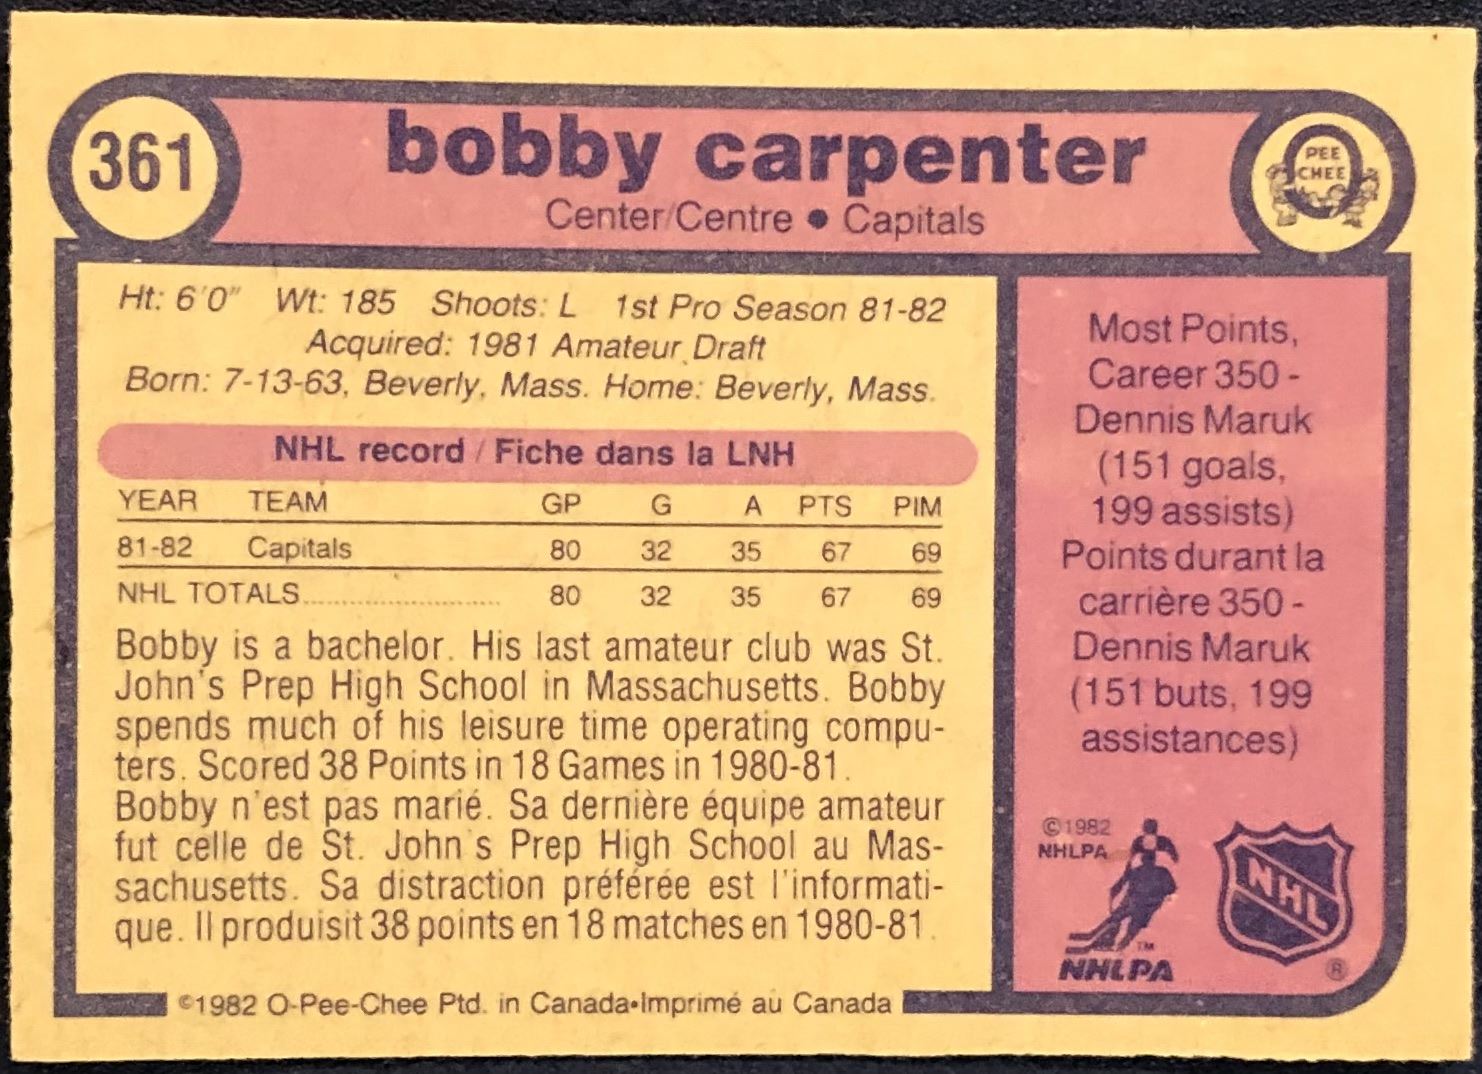 361
bobby carpenter
PEE
CHEE
Center/Centre • Capitals
Ht: 6'0" Wt: 185 Shoots: L 1st Pro Season 81-82
Acquired: 1981 Amateur Draft
Born: 7-13-63, Beverly, Mass. Home: Beverly, Mass.
NHL record / Fiche dans la LNH
YEAR TEAM GP G A PTS PIM
81-82 Capitals 80 32 35 67 69
NHL TOTALS........................ 80 32 35 67 69
Bobby is a bachelor. His last amateur club was St.
John's Prep High School in Massachusetts. Bobby
spends much of his leisure time operating compu-
ters. Scored 38 Points in 18 Games in 1980-81.
Bobby n'est pas marié. Sa dernière équipe amateur
fut celle de St. John's Prep High School au Mas-
sachusetts. Sa distraction préférée est l'informati-
que. Il produisit 38 points en 18 matches en 1980-81.
Most Points,
Career 350 -
Dennis Maruk
(151 goals,
199 assists)
Points durant la
carrière 350 -
Dennis Maruk
(151 buts, 199
assistances)
©1982
NHLPA
TM
NHLPA
NHL
®
©1982 O-Pee-Chee Ptd. in Canada•Imprimé au Canada